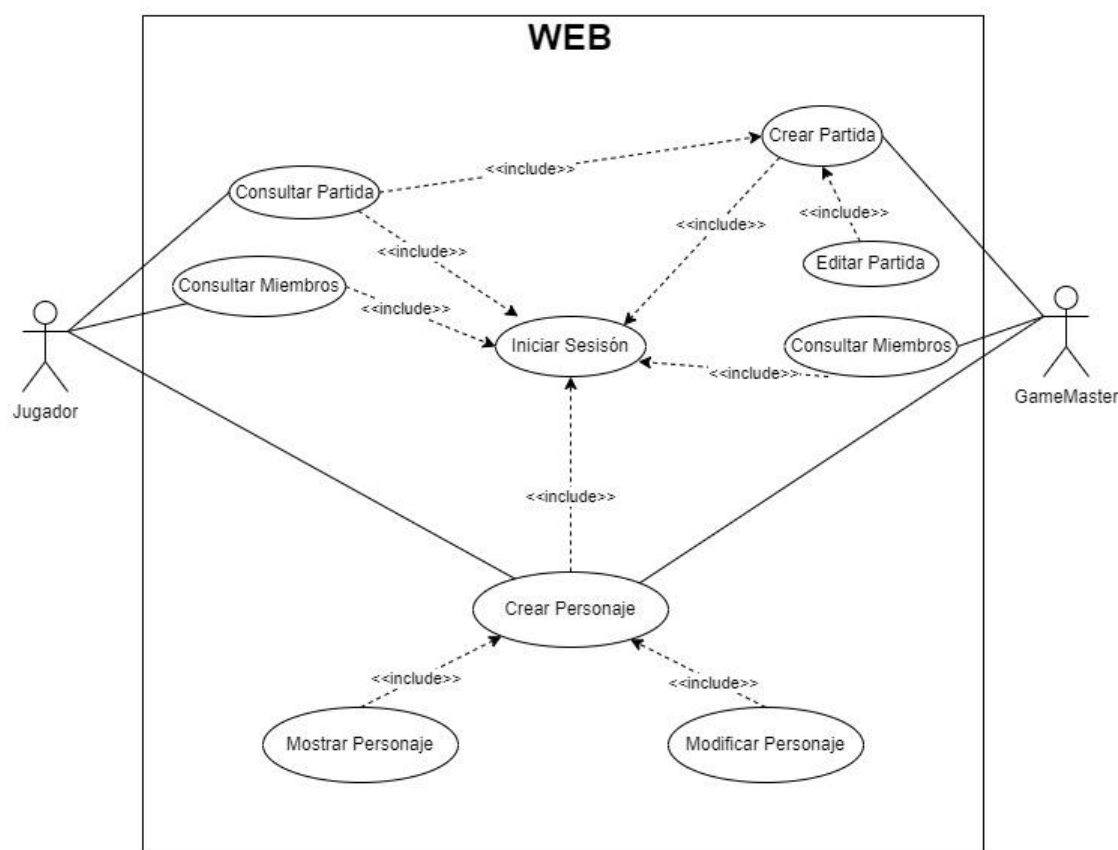 WEB
Crear Partida
<<include>>
Consultar Partida
<<include>>
<<include>>
<<include>>
Editar Partida
Consultar Miembros
<<include>>
Iniciar Sesisón
Consultar Miembros
<<include>>
Jugador
GameMaster
<<include>>
Crear Personaje
<<include>>
<<include>>
Mostrar Personaje
Modificar Personaje